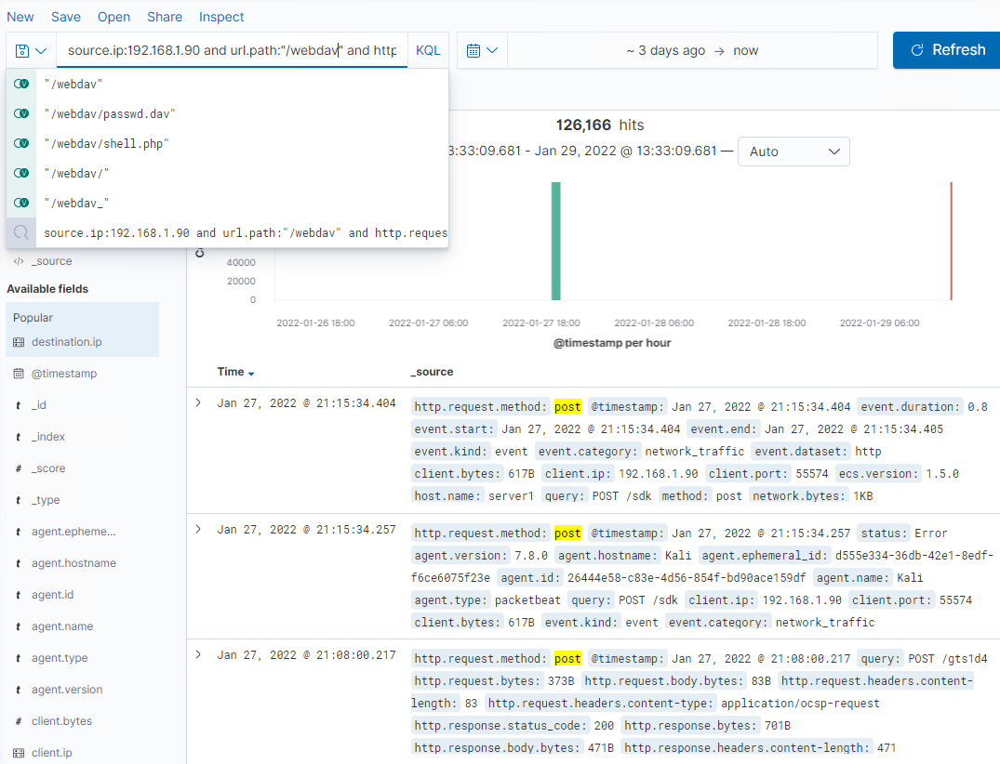 New Save Open Share Inspect
source.ip:192.168.1.90 and url.path:"/webdav" and http KQL ~ 3 days ago → now Refresh
"/webdav"
"/webdav/passwd.dav"
"/webdav/shell.php"
"/webdav/"
"/webdav_"
source.ip:192.168.1.90 and url.path:"/webdav" and http.reques
126,166 hits
3:33:09.681 - Jan 29, 2022 @ 13:33:09.681 — Auto
_source
Available fields
Popular
destination.ip
@timestamp
_id
_index
_score
_type
agent.epheme...
agent.hostname
agent.id
agent.name
agent.type
agent.version
client.bytes
client.ip
40000
20000
0
2022-01-26 18:00 2022-01-27 06:00 2022-01-27 18:00 2022-01-28 06:00 2022-01-28 18:00 2022-01-29 06:00
@timestamp per hour
Time _source
Jan 27, 2022 @ 21:15:34.404 http.request.method: post @timestamp: Jan 27, 2022 @ 21:15:34.404 event.duration: 0.8
event.start: Jan 27, 2022 @ 21:15:34.404 event.end: Jan 27, 2022 @ 21:15:34.405
event.kind: event event.category: network_traffic event.dataset: http
client.bytes: 617B client.ip: 192.168.1.90 client.port: 55574 ecs.version: 1.5.0
host.name: server1 query: POST /sdk method: post network.bytes: 1KB
Jan 27, 2022 @ 21:15:34.257 http.request.method: post @timestamp: Jan 27, 2022 @ 21:15:34.257 status: Error
agent.version: 7.8.0 agent.hostname: Kali agent.ephemeral_id: d555e334-36db-42e1-8edf-
f6ce6075f23e agent.id: 26444e58-c83e-4d56-854f-bd90ace159df agent.name: Kali
agent.type: packetbeat query: POST /sdk client.ip: 192.168.1.90 client.port: 55574
client.bytes: 617B event.kind: event event.category: network_traffic
Jan 27, 2022 @ 21:08:00.217 http.request.method: post @timestamp: Jan 27, 2022 @ 21:08:00.217 query: POST /gts1d4
http.request.bytes: 373B http.request.body.bytes: 83B http.request.headers.content-
length: 83 http.request.headers.content-type: application/ocsp-request
http.response.status_code: 200 http.response.bytes: 701B
http.response.body.bytes: 471B http.response.headers.content-length: 471